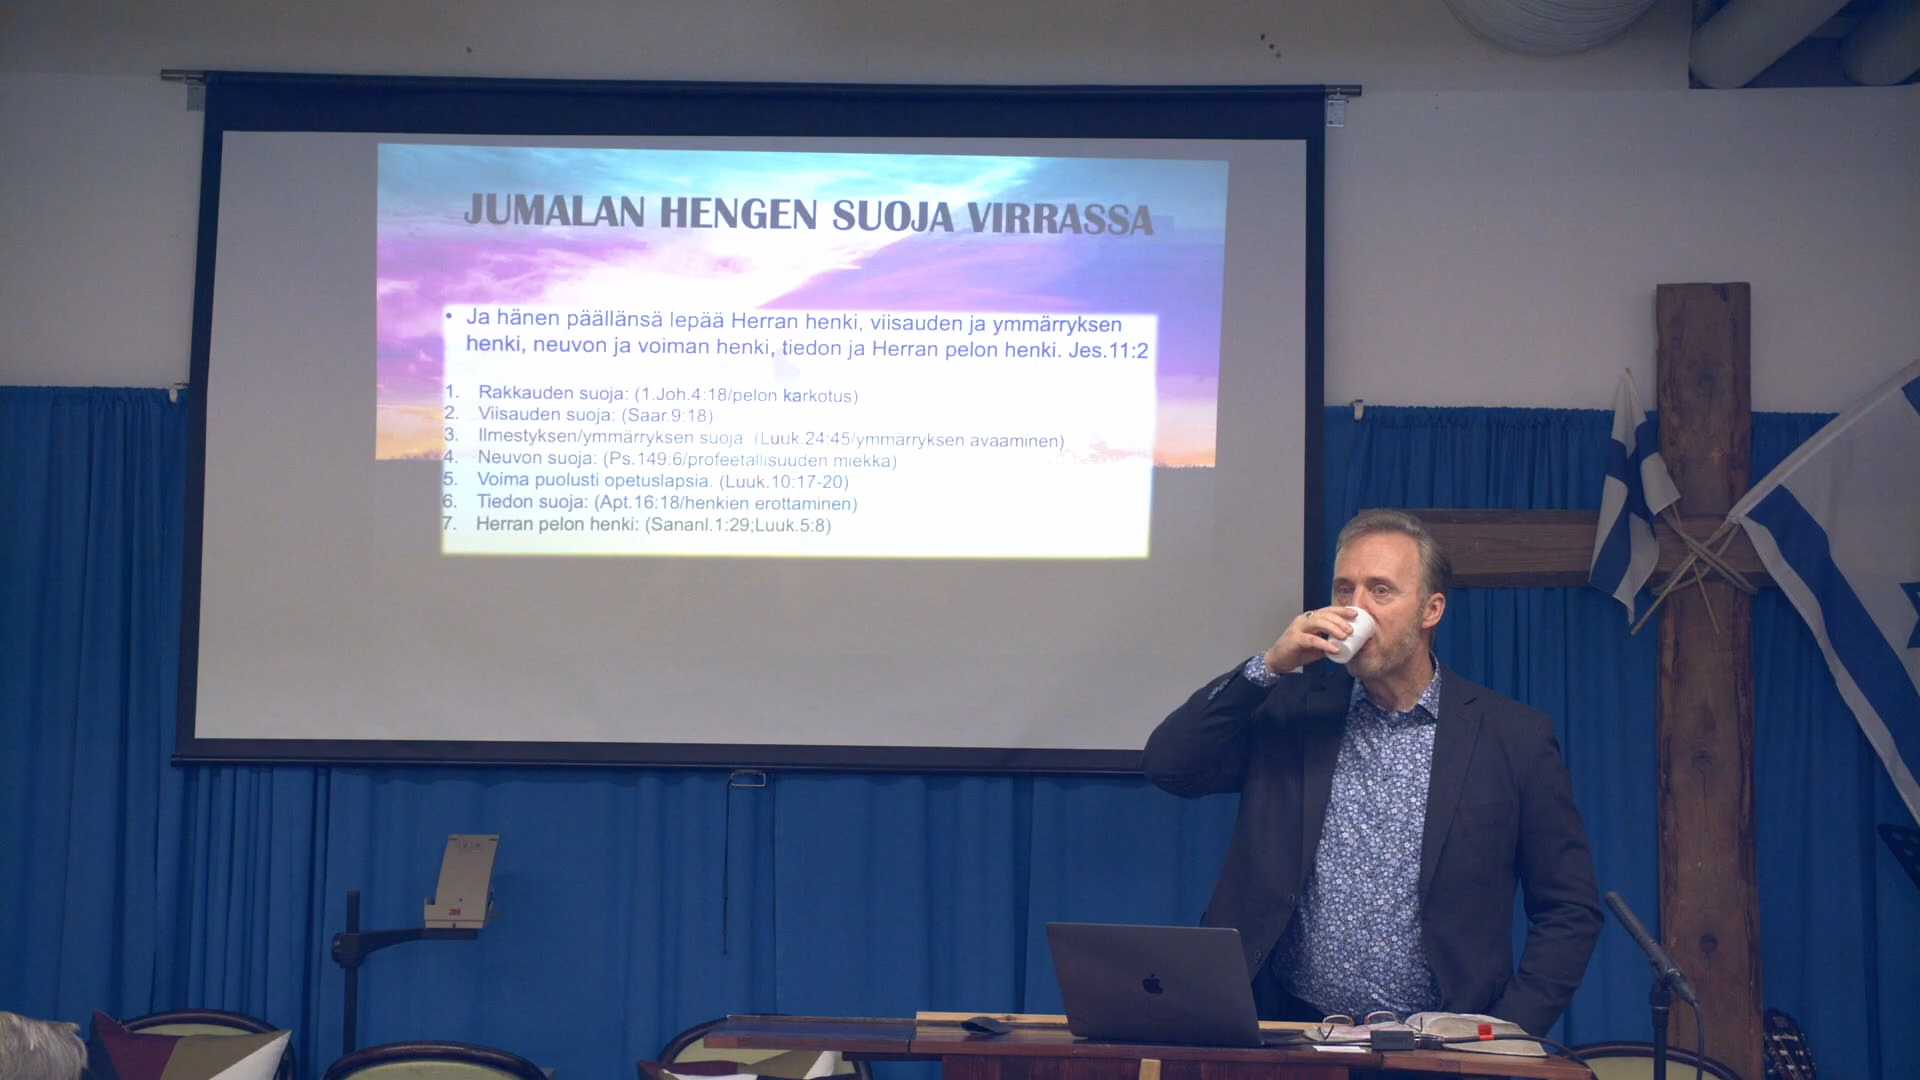 JUMALAN HENGEN SUOJA VIRRASSA
• Ja hänen päällänsä lepää Herran henki, viisauden ja ymmärryksen
henki, neuvon ja voiman henki, tiedon ja Herran pelon henki. Jes.11:2
1. Rakkauden suoja: (1.Joh.4:18/pelon karkotus)
2. Viisauden suoja: (Saar.9:18)
3. Ilmestyksen/ymmärryksen suoja (Luuk.24:45/ymmärryksen avaaminen)
4. Neuvon suoja: (Ps.149:6/profeetallisuuden miekka)
5. Voima puolusti opetuslapsia. (Luuk.10:17-20)
6. Tiedon suoja: (Apt.16:18/henkien erottaminen)
7. Herran pelon henki: (Sananl.1:29;Luuk.5:8)
3M